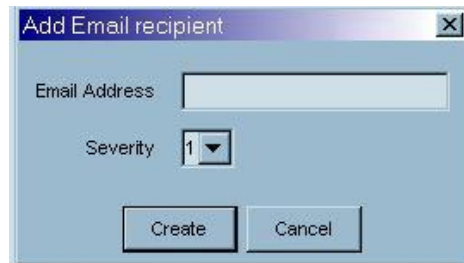 Add Email recipient
Email Address
Severity 1
Create Cancel